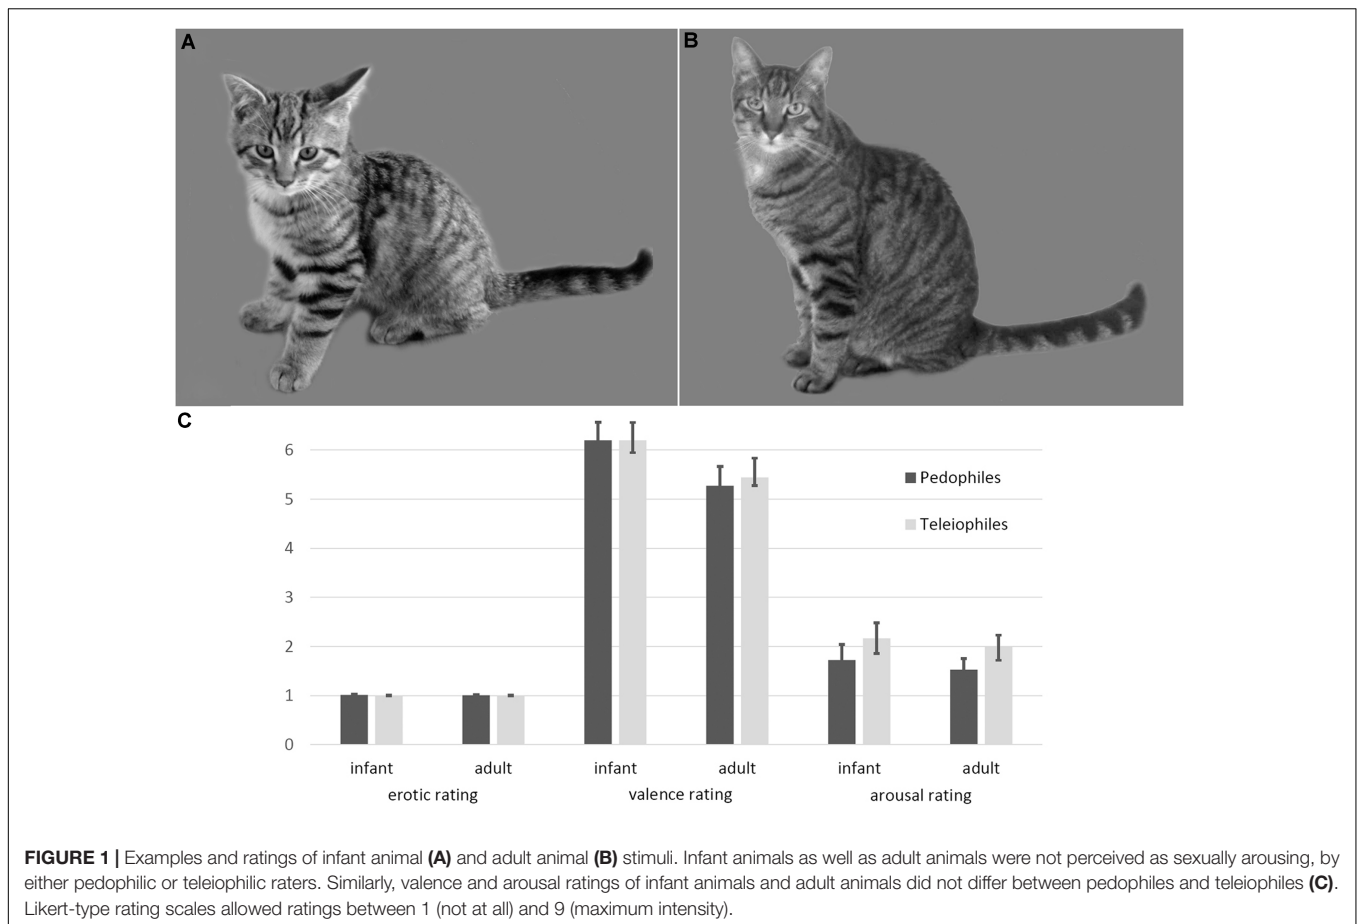 A
B
C
6
5
4
3
2
1
0
Pedophiles
Teleiophiles
infant
adult
infant
adult
infant
adult
erotic rating
valence rating
arousal rating
FIGURE 1 | Examples and ratings of infant animal (A) and adult animal (B) stimuli. Infant animals as well as adult animals were not perceived as sexually arousing, by
either pedophilic or teleiophilic raters. Similarly, valence and arousal ratings of infant animals and adult animals did not differ between pedophiles and teleiophiles (C).
Likert-type rating scales allowed ratings between 1 (not at all) and 9 (maximum intensity).